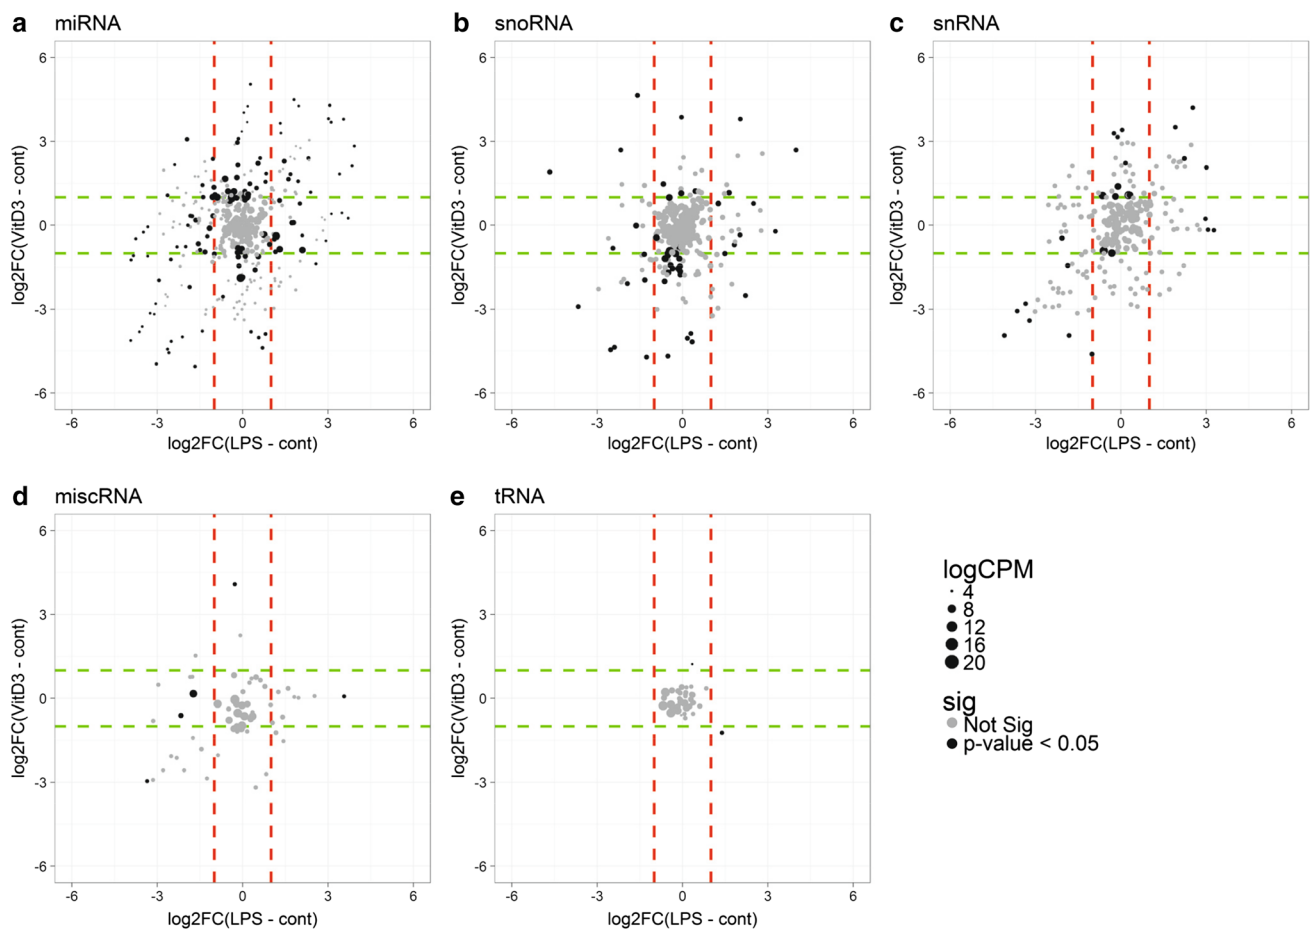 a miRNA
6
3
0
-3
-6
-6 -3 0 3 6
log2FC(VitD3 - cont)
log2FC(LPS - cont)
b snoRNA
6
3
0
-3
-6
-6 -3 0 3 6
log2FC(VitD3 - cont)
log2FC(LPS - cont)
c snRNA
6
3
0
-3
-6
-6 -3 0 3 6
log2FC(VitD3 - cont)
log2FC(LPS - cont)
d miscRNA
6
3
0
-3
-6
-6 -3 0 3 6
log2FC(VitD3 - cont)
log2FC(LPS - cont)
e tRNA
6
3
0
-3
-6
-6 -3 0 3 6
log2FC(VitD3 - cont)
log2FC(LPS - cont)
logCPM
4
8
12
16
20
sig
Not Sig
p-value < 0.05